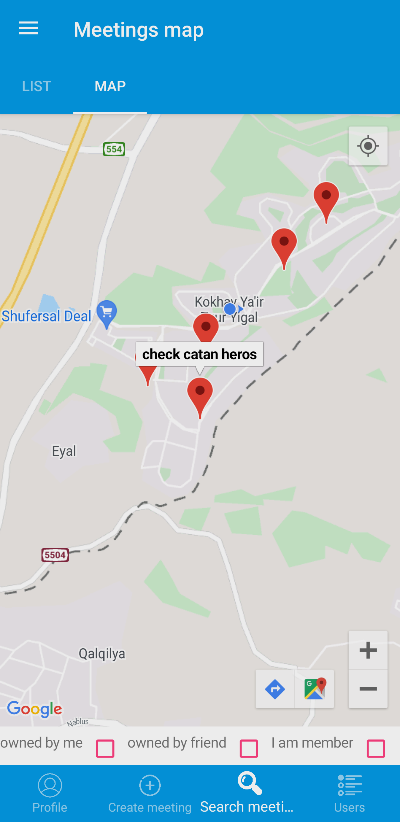 Meetings map
LIST
MAP
554
Kokhav Ya'ir
Tzur Yigal
Shufersal Deal
check catan heros
Eyal
5504
Qalqilya
Google
Nablus
owned by me
owned by friend
I am member
Profile
Create meeting
Search meeti...
Users